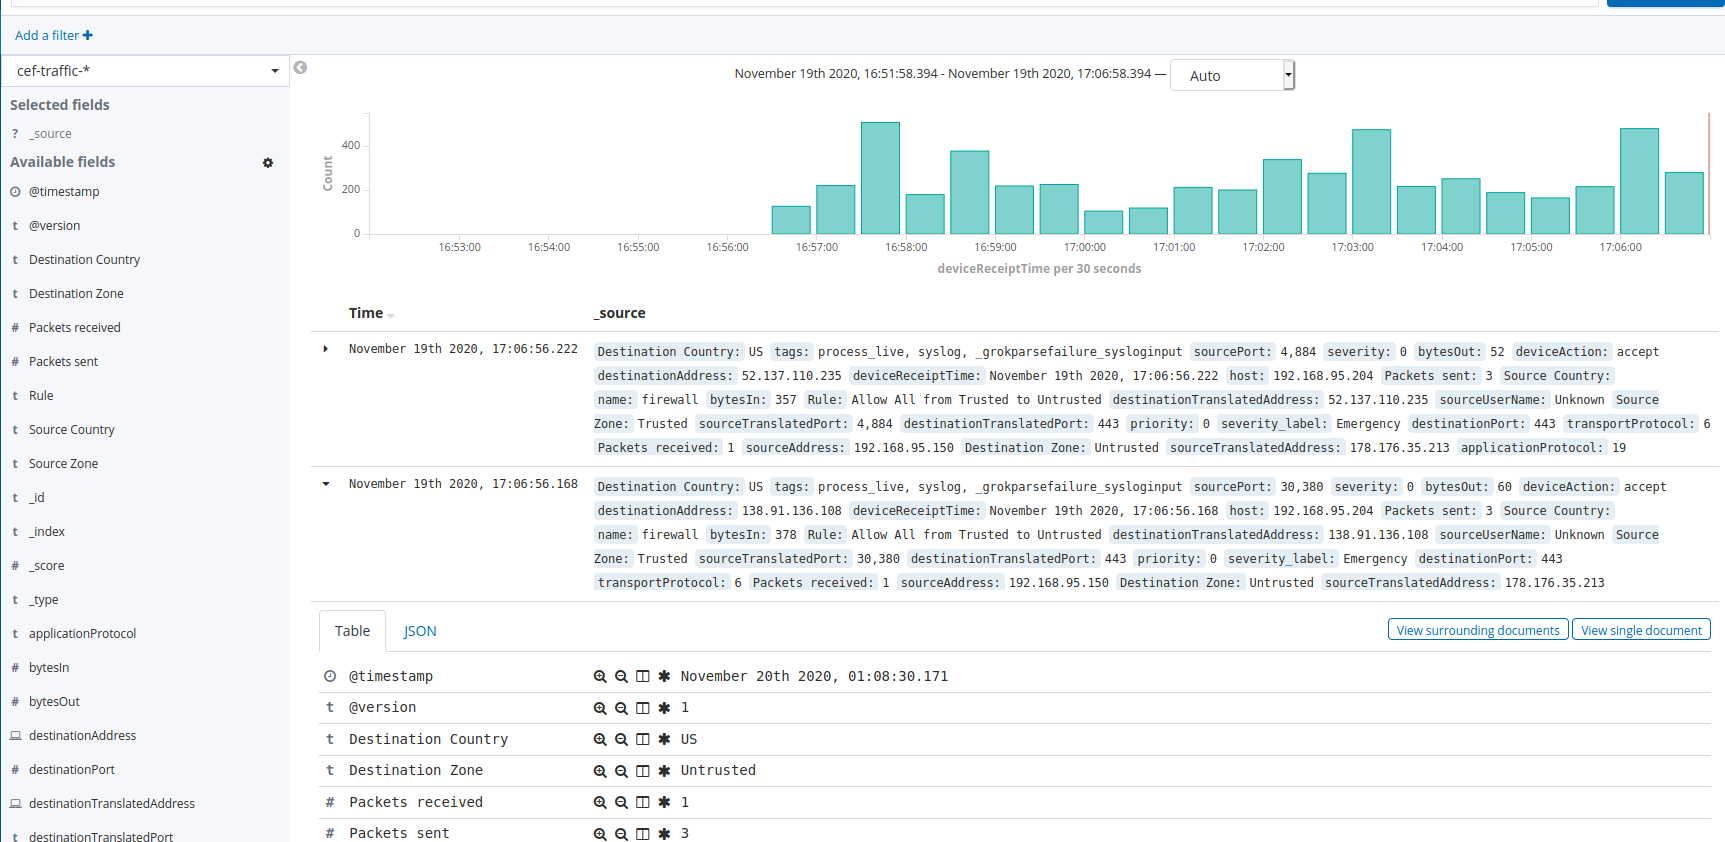 Add a filter +
cef-traffic-*
Selected fields
? _source
Available fields
@timestamp
t @version
t Destination Country
t Destination Zone
# Packets received
# Packets sent
t Rule
t Source Country
t Source Zone
t _id
t _index
# _score
t _type
t applicationProtocol
# bytesIn
# bytesOut
destinationAddress
# destinationPort
destinationTranslatedAddress
t destinationTranslatedPort
November 19th 2020, 16:51:58.394 - November 19th 2020, 17:06:58.394 — Auto
Count
400
200
0
16:53:00 16:54:00 16:55:00 16:56:00 16:57:00 16:58:00 16:59:00 17:00:00 17:01:00 17:02:00 17:03:00 17:04:00 17:05:00 17:06:00
deviceReceiptTime per 30 seconds
Time _source
November 19th 2020, 17:06:56.222 Destination Country: US tags: process_live, syslog, _grokparsefailure_sysloginput sourcePort: 4,884 severity: 0 bytesOut: 52 deviceAction: accept
destinationAddress: 52.137.110.235 deviceReceiptTime: November 19th 2020, 17:06:56.222 host: 192.168.95.204 Packets sent: 3 Source Country:
name: firewall bytesIn: 357 Rule: Allow All from Trusted to Untrusted destinationTranslatedAddress: 52.137.110.235 sourceUserName: Unknown Source
Zone: Trusted sourceTranslatedPort: 4,884 destinationTranslatedPort: 443 priority: 0 severity_label: Emergency destinationPort: 443 transportProtocol: 6
Packets received: 1 sourceAddress: 192.168.95.150 Destination Zone: Untrusted sourceTranslatedAddress: 178.176.35.213 applicationProtocol: 19
November 19th 2020, 17:06:56.168 Destination Country: US tags: process_live, syslog, _grokparsefailure_sysloginput sourcePort: 30,380 severity: 0 bytesOut: 60 deviceAction: accept
destinationAddress: 138.91.136.108 deviceReceiptTime: November 19th 2020, 17:06:56.168 host: 192.168.95.204 Packets sent: 3 Source Country:
name: firewall bytesIn: 378 Rule: Allow All from Trusted to Untrusted destinationTranslatedAddress: 138.91.136.108 sourceUserName: Unknown Source
Zone: Trusted sourceTranslatedPort: 30,380 destinationTranslatedPort: 443 priority: 0 severity_label: Emergency destinationPort: 443
transportProtocol: 6 Packets received: 1 sourceAddress: 192.168.95.150 Destination Zone: Untrusted sourceTranslatedAddress: 178.176.35.213
Table JSON View surrounding documents View single document
@timestamp November 20th 2020, 01:08:30.171
t @version 1
t Destination Country US
t Destination Zone Untrusted
# Packets received 1
# Packets sent 3